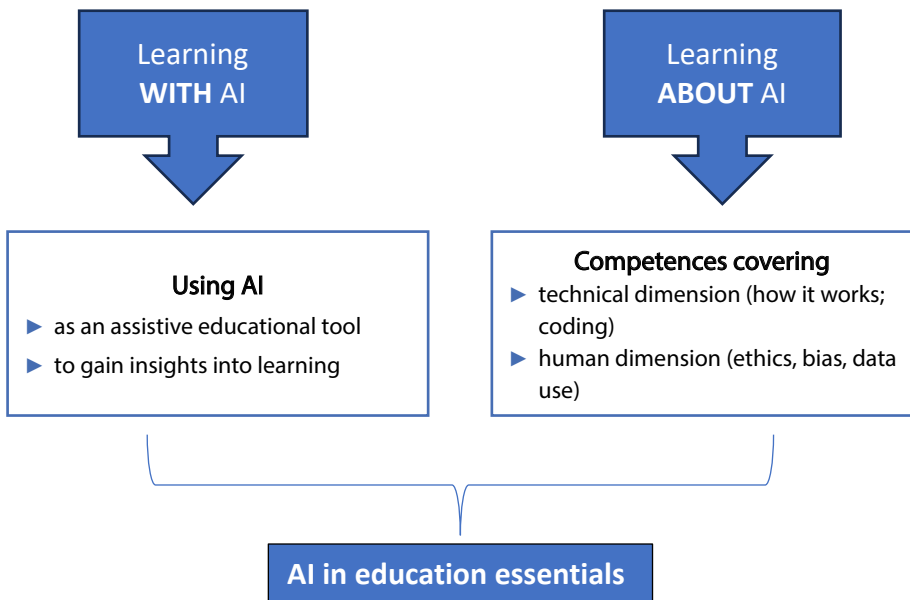 Learning
WITH AI
Learning
ABOUT AI
Using AI
▶ as an assistive educational tool
▶ to gain insights into learning
Competences covering
▶ technical dimension (how it works;
coding)
▶ human dimension (ethics, bias, data
use)
AI in education essentials